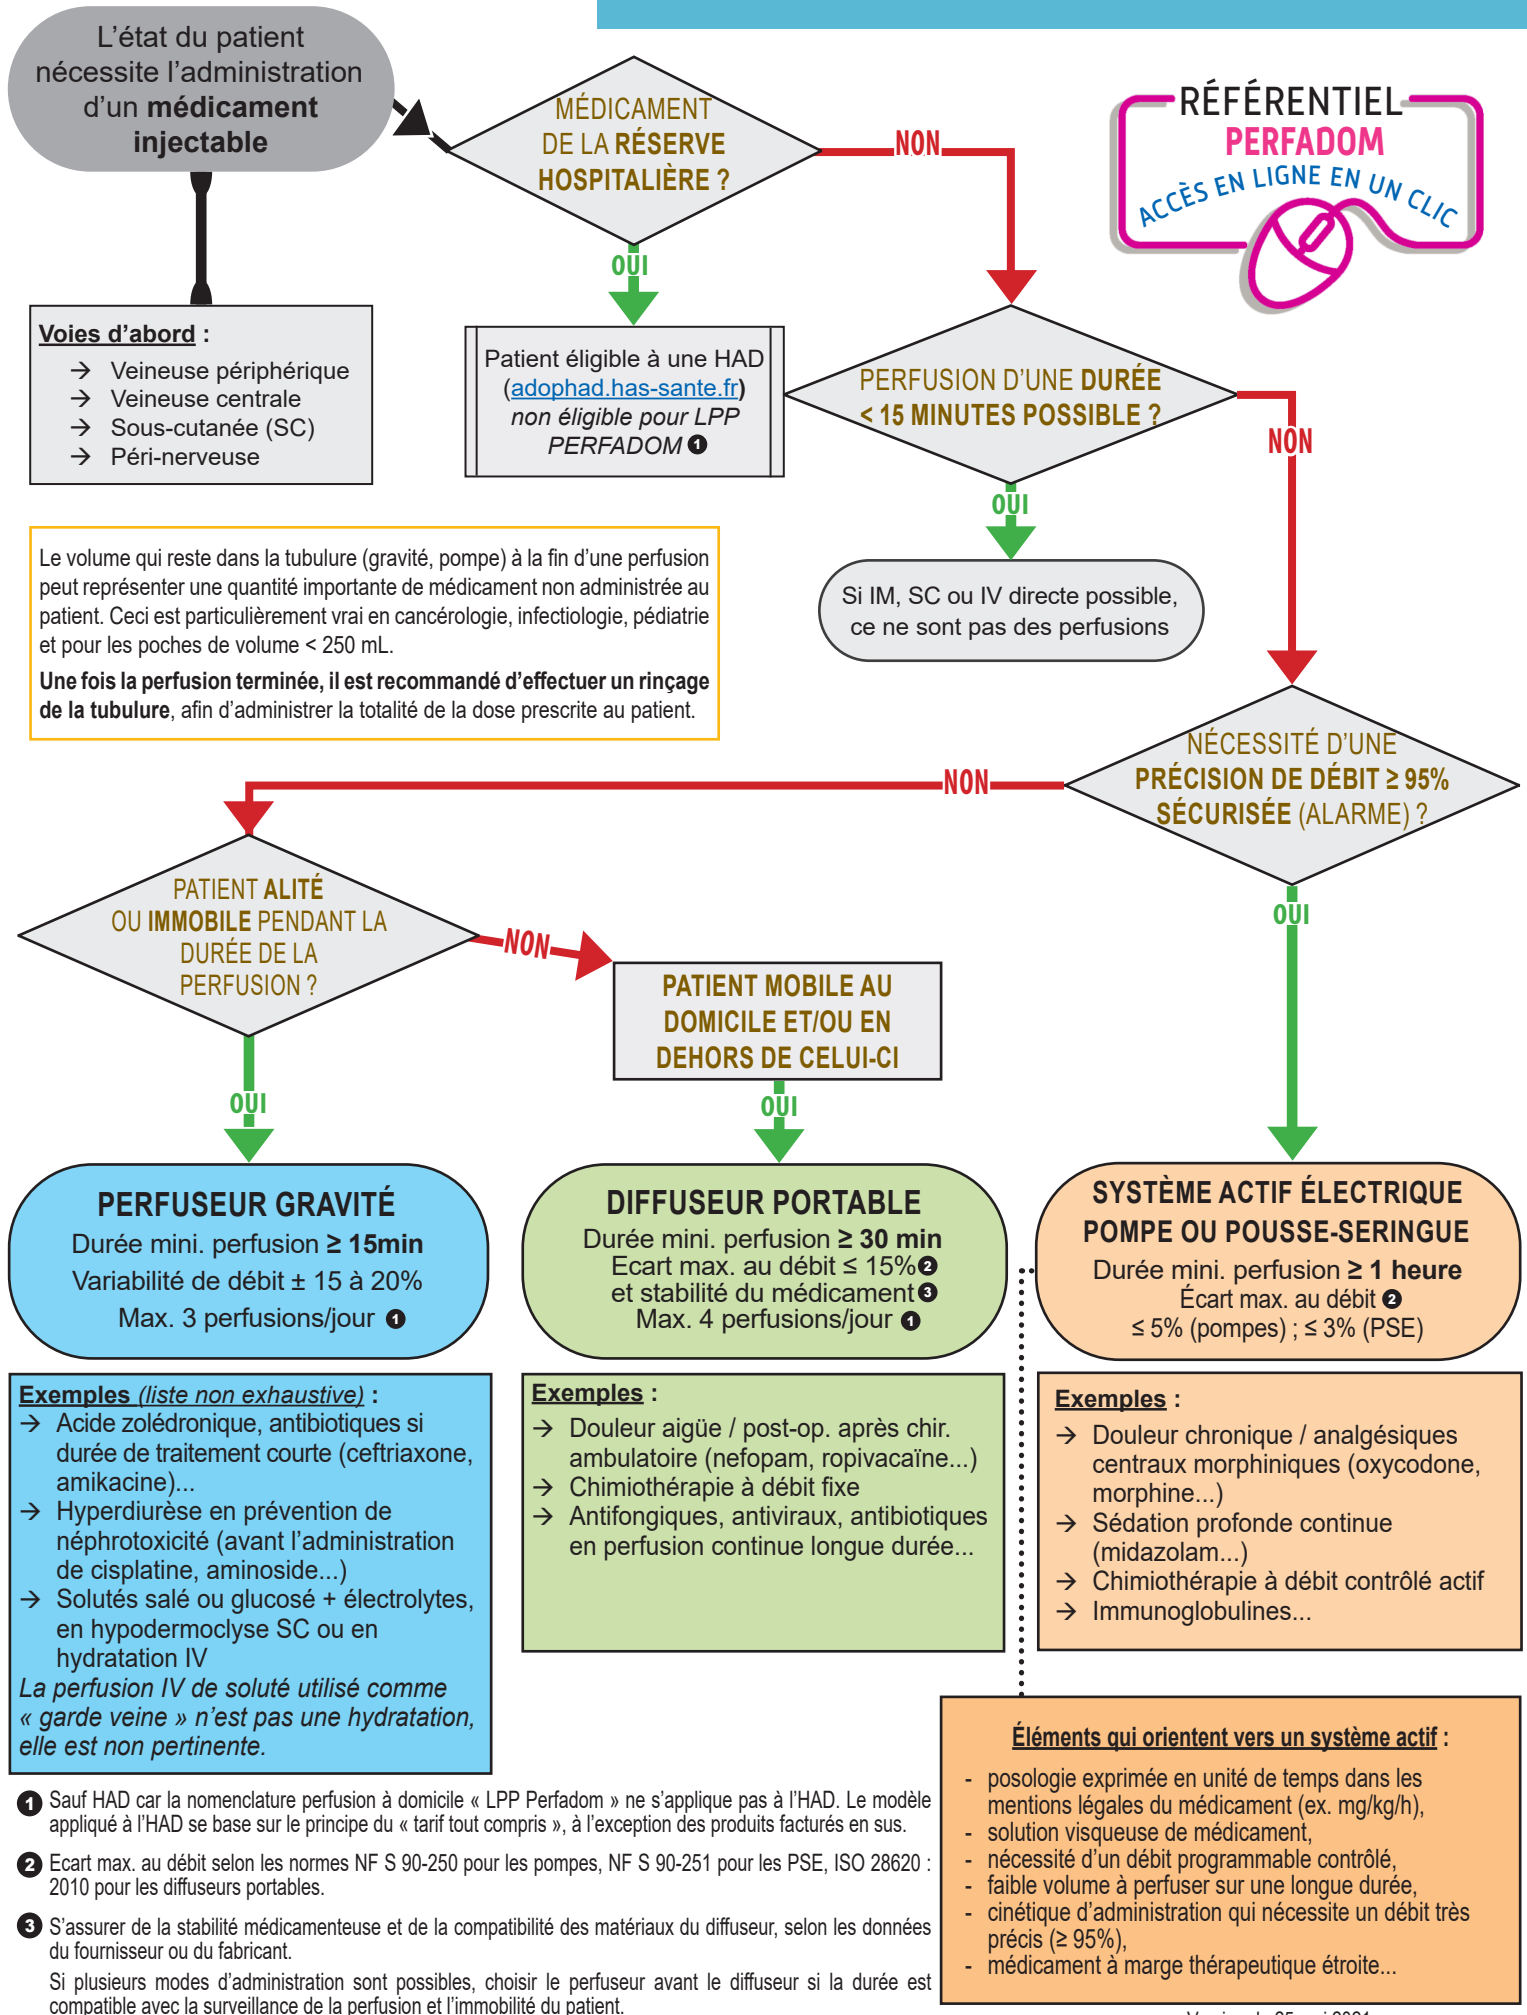 L'état du patient
nécessite l'administration
d'un médicament
injectable
MÉDICAMENT
DE LA RÉSERVE
HOSPITALIÈRE ?
NON
OUI
RÉFÉRENTIEL
PERFADOM
ACCÈS EN LIGNE EN UN CLIC
Voies d'abord :
→ Veineuse périphérique
→ Veineuse centrale
→ Sous-cutanée (SC)
→ Péri-nerveuse
Patient éligible à une HAD
(adophad.has-sante.fr)
non éligible pour LPP
PERFADOM 1
PERFUSION D'UNE DURÉE
< 15 MINUTES POSSIBLE ?
NON
OUI
Si IM, SC ou IV directe possible,
ce ne sont pas des perfusions
Le volume qui reste dans la tubulure (gravité, pompe) à la fin d'une perfusion
peut représenter une quantité importante de médicament non administrée au
patient. Ceci est particulièrement vrai en cancérologie, infectiologie, pédiatrie
et pour les poches de volume < 250 mL.
Une fois la perfusion terminée, il est recommandé d'effectuer un rinçage
de la tubulure, afin d'administrer la totalité de la dose prescrite au patient.
NÉCESSITÉ D'UNE
PRÉCISION DE DÉBIT ≥ 95%
SÉCURISÉE (ALARME) ?
NON
OUI
PATIENT ALITÉ
OU IMMOBILE PENDANT LA
DURÉE DE LA
PERFUSION ?
NON
OUI
PATIENT MOBILE AU
DOMICILE ET/OU EN
DEHORS DE CELUI-CI
OUI
PERFUSEUR GRAVITÉ
Durée mini. perfusion ≥ 15min
Variabilité de débit ± 15 à 20%
Max. 3 perfusions/jour 1
DIFFUSEUR PORTABLE
Durée mini. perfusion ≥ 30 min
Ecart max. au débit ≤ 15% 2
et stabilité du médicament 3
Max. 4 perfusions/jour 1
SYSTÈME ACTIF ÉLECTRIQUE
POMPE OU POUSSE-SERINGUE
Durée mini. perfusion ≥ 1 heure
Écart max. au débit 2
≤ 5% (pompes) ; ≤ 3% (PSE)
Exemples (liste non exhaustive) :
→ Acide zolédronique, antibiotiques si
durée de traitement courte (ceftriaxone,
amikacine)...
→ Hyperdiurèse en prévention de
néphrotoxicité (avant l'administration
de cisplatine, aminoside...)
→ Solutés salé ou glucosé + électrolytes,
en hypodermoclyse SC ou en
hydratation IV
La perfusion IV de soluté utilisé comme
« garde veine » n'est pas une hydratation,
elle est non pertinente.
Exemples :
→ Douleur aigüe / post-op. après chir.
ambulatoire (nefopam, ropivacaïne...)
→ Chimiothérapie à débit fixe
→ Antifongiques, antiviraux, antibiotiques
en perfusion continue longue durée...
Exemples :
→ Douleur chronique / analgésiques
centraux morphiniques (oxycodone,
morphine...)
→ Sédation profonde continue
(midazolam...)
→ Chimiothérapie à débit contrôlé actif
→ Immunoglobulines...
Éléments qui orientent vers un système actif :
- posologie exprimée en unité de temps dans les
mentions légales du médicament (ex. mg/kg/h),
- solution visqueuse de médicament,
- nécessité d'un débit programmable contrôlé,
- faible volume à perfuser sur une longue durée,
- cinétique d'administration qui nécessite un débit très
précis (≥ 95%),
- médicament à marge thérapeutique étroite...
1 Sauf HAD car la nomenclature perfusion à domicile « LPP Perfadom » ne s'applique pas à l'HAD. Le modèle
appliqué à l'HAD se base sur le principe du « tarif tout compris », à l'exception des produits facturés en sus.
2 Ecart max. au débit selon les normes NF S 90-250 pour les pompes, NF S 90-251 pour les PSE, ISO 28620 :
2010 pour les diffuseurs portables.
3 S'assurer de la stabilité médicamenteuse et de la compatibilité des matériaux du diffuseur, selon les données
du fournisseur ou du fabricant.
Si plusieurs modes d'administration sont possibles, choisir le perfuseur avant le diffuseur si la durée est
compatible avec la surveillance de la perfusion et l'immobilité du patient.